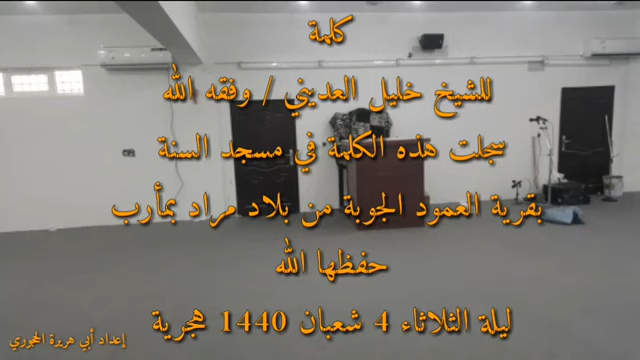 كلمة
للشيخ خليل العديني / وفقه الله
سجلت هذه الكلمة في مسجد السنة
بقرية العمود الجوبة من بلاد مراد بمأرب
حفظها الله
ليلة الثلاثاء 4 شعبان 1440 هجرية
إعداد أبي هريرة الحجوري